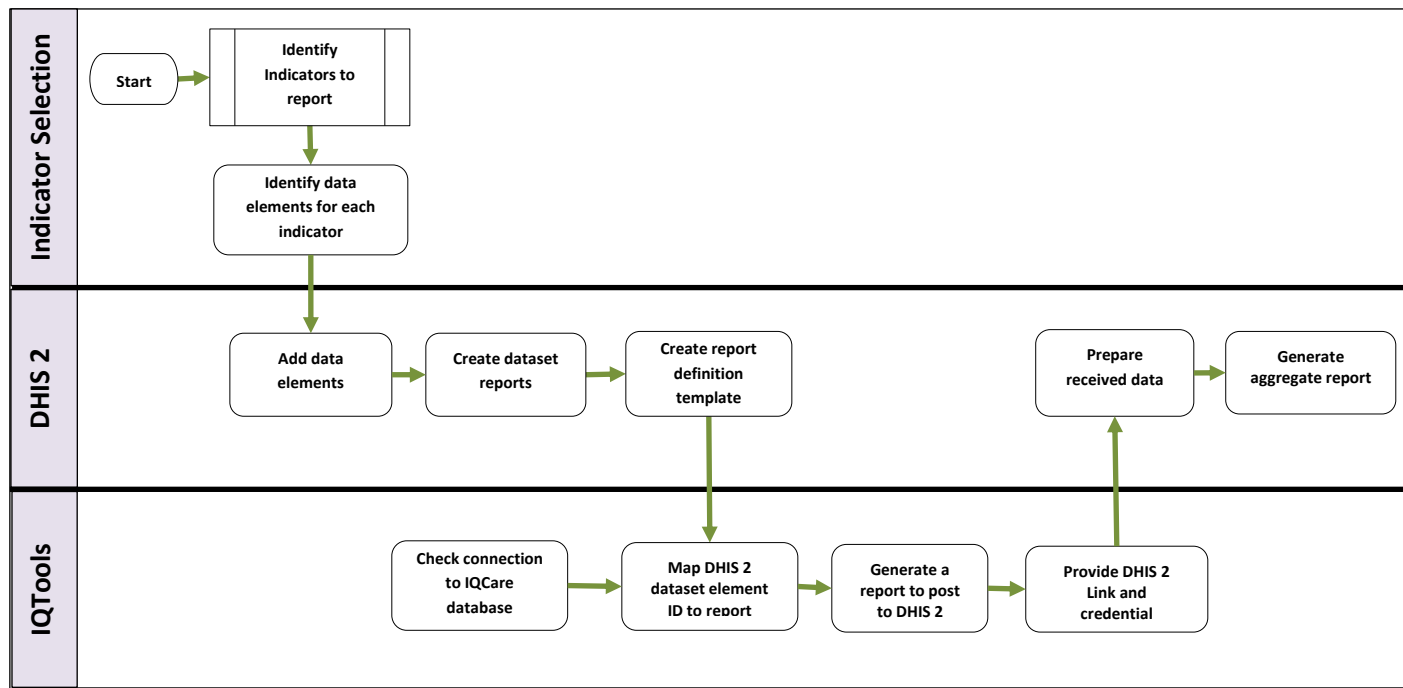 Indicator Selection
Start
Identify
Indicators to
report
Identify data
elements for each
indicator
DHIS 2
Add data
elements
Create dataset
reports
Create report
definition
template
Prepare
received data
Generate
aggregate report
IQTools
Check connection
to IQCare
database
Map DHIS 2
dataset element
ID to report
Generate a
report to post
to DHIS 2
Provide DHIS 2
Link and
credential